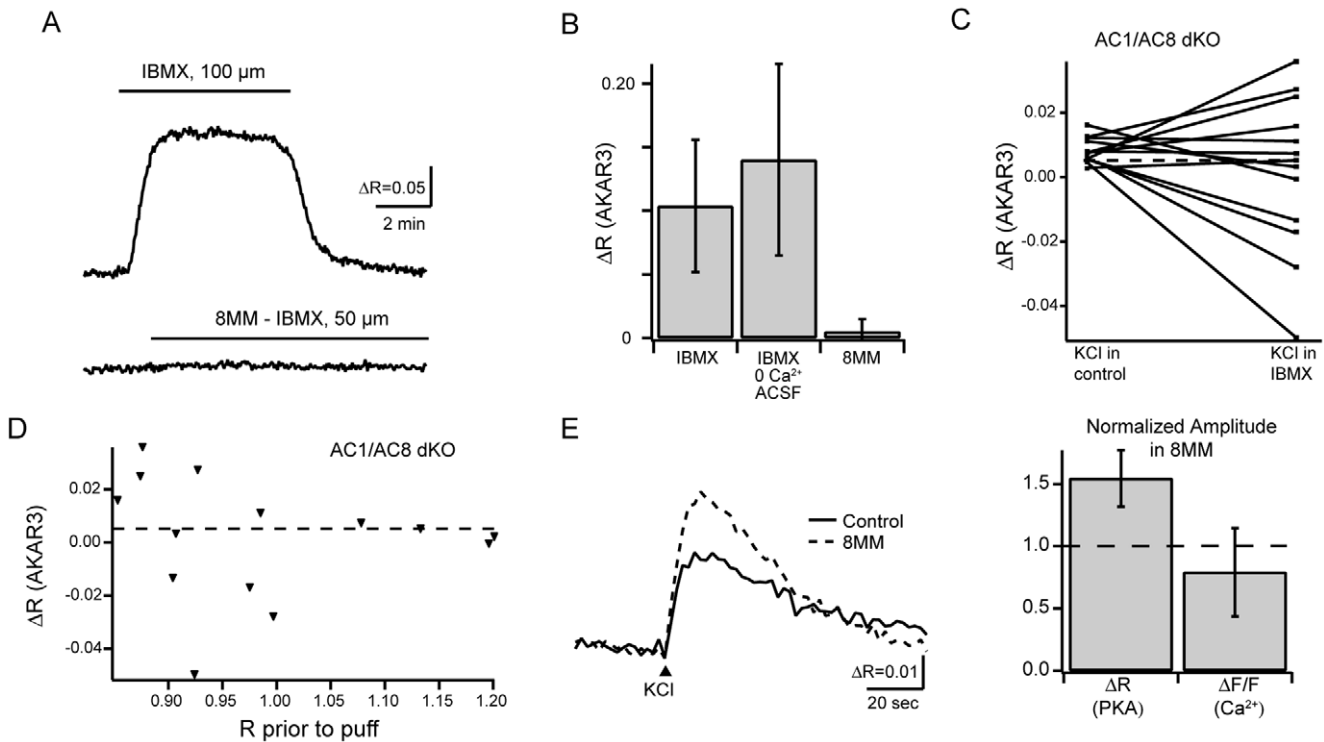 A
IBMX, 100 µm
ΔR=0.05
2 min
8MM - IBMX, 50 µm
B
0.20
0
ΔR (AKAR3)
IBMX
IBMX
0 Ca²⁺
ACSF
8MM
C
AC1/AC8 dKO
0.02
0.00
-0.02
-0.04
ΔR (AKAR3)
KCl in
control
KCl in
IBMX
D
AC1/AC8 dKO
0.02
0.00
-0.02
-0.04
ΔR (AKAR3)
0.90 0.95 1.00 1.05 1.10 1.15 1.20
R prior to puff
E
Control
8MM
KCl
ΔR=0.01
20 sec
Normalized Amplitude
in 8MM
1.5
1.0
0.5
0.0
ΔR
(PKA)
ΔF/F
(Ca²⁺)